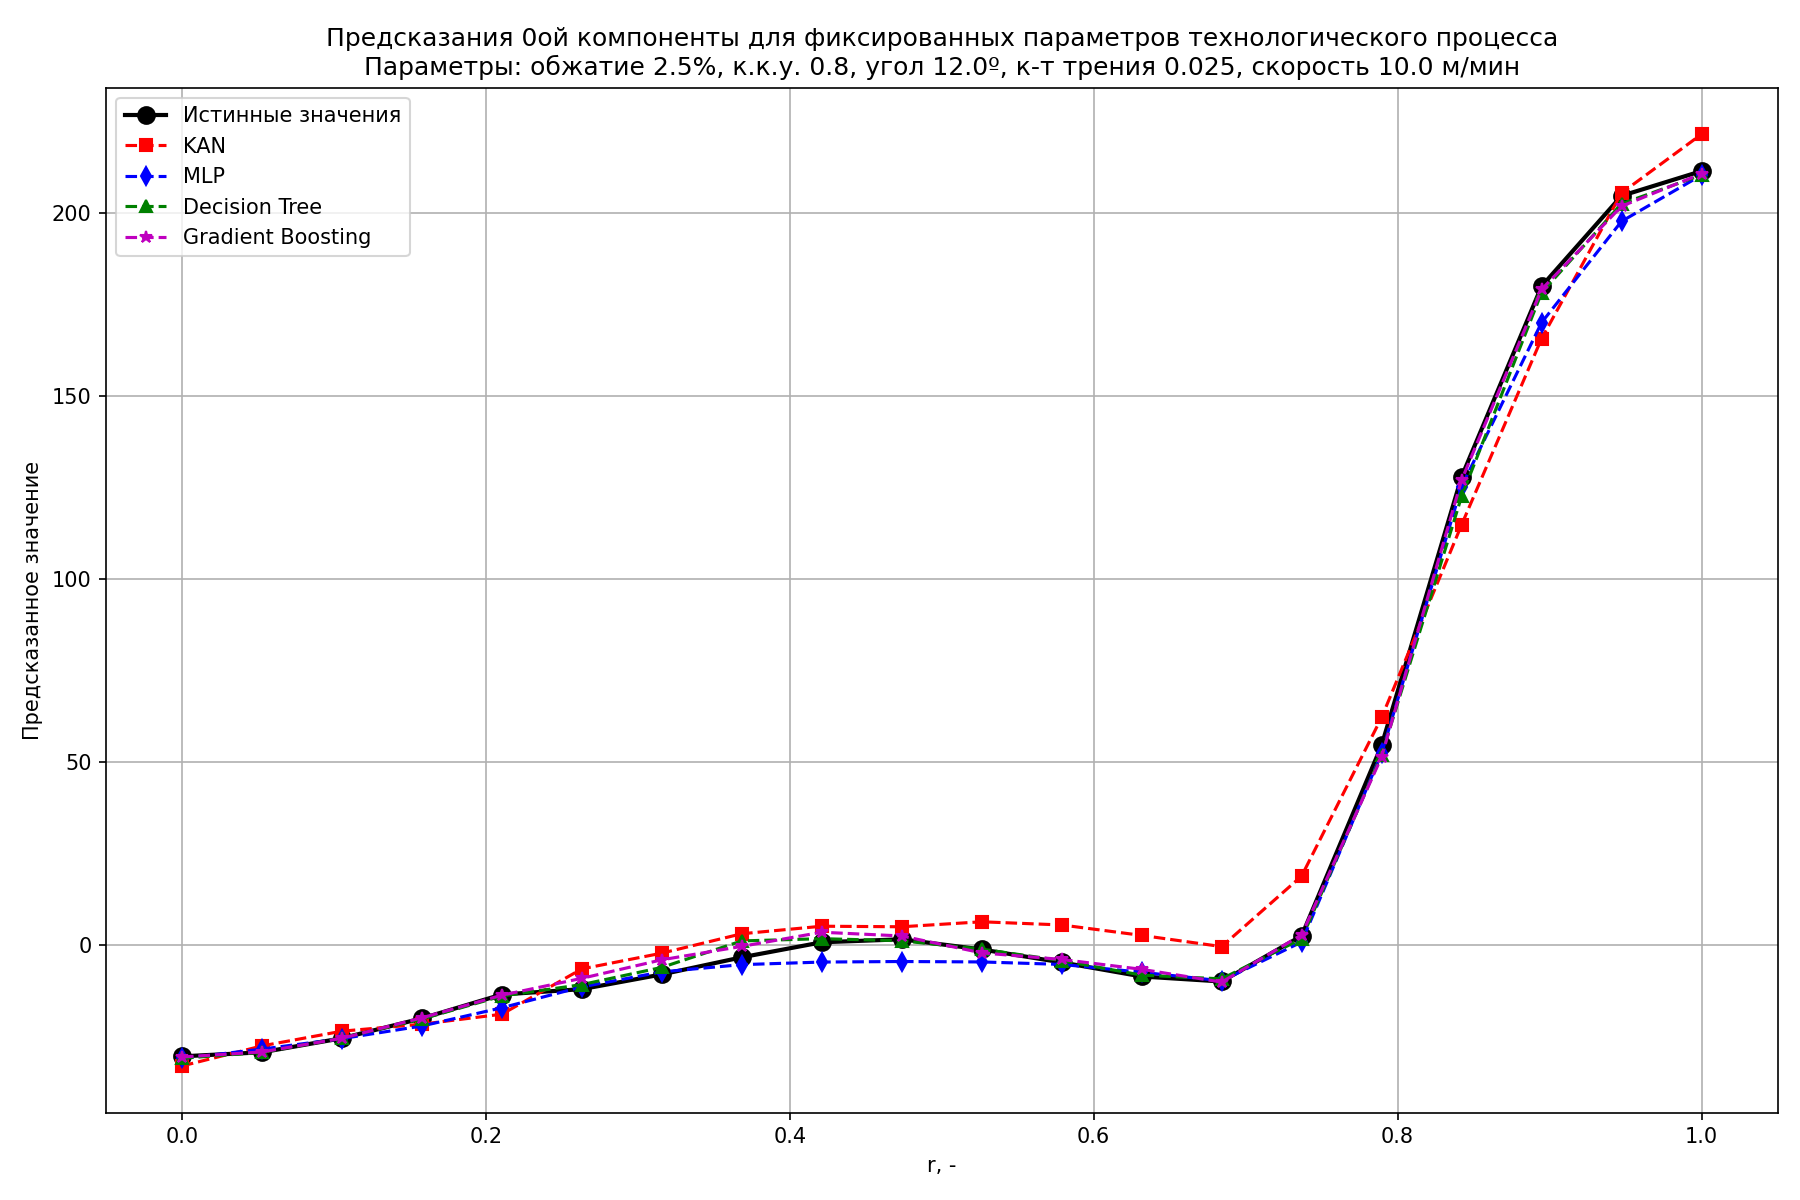 Предсказания 0ой компоненты для фиксированных параметров технологического процесса
Параметры: обжатие 2.5%, к.к.у. 0.8, угол 12.0º, к-т трения 0.025, скорость 10.0 м/мин
Истинные значения
KAN
MLP
Decision Tree
Gradient Boosting
Предсказанное значение
200
150
100
50
0
0.0
0.2
0.4
0.6
0.8
1.0
r, -